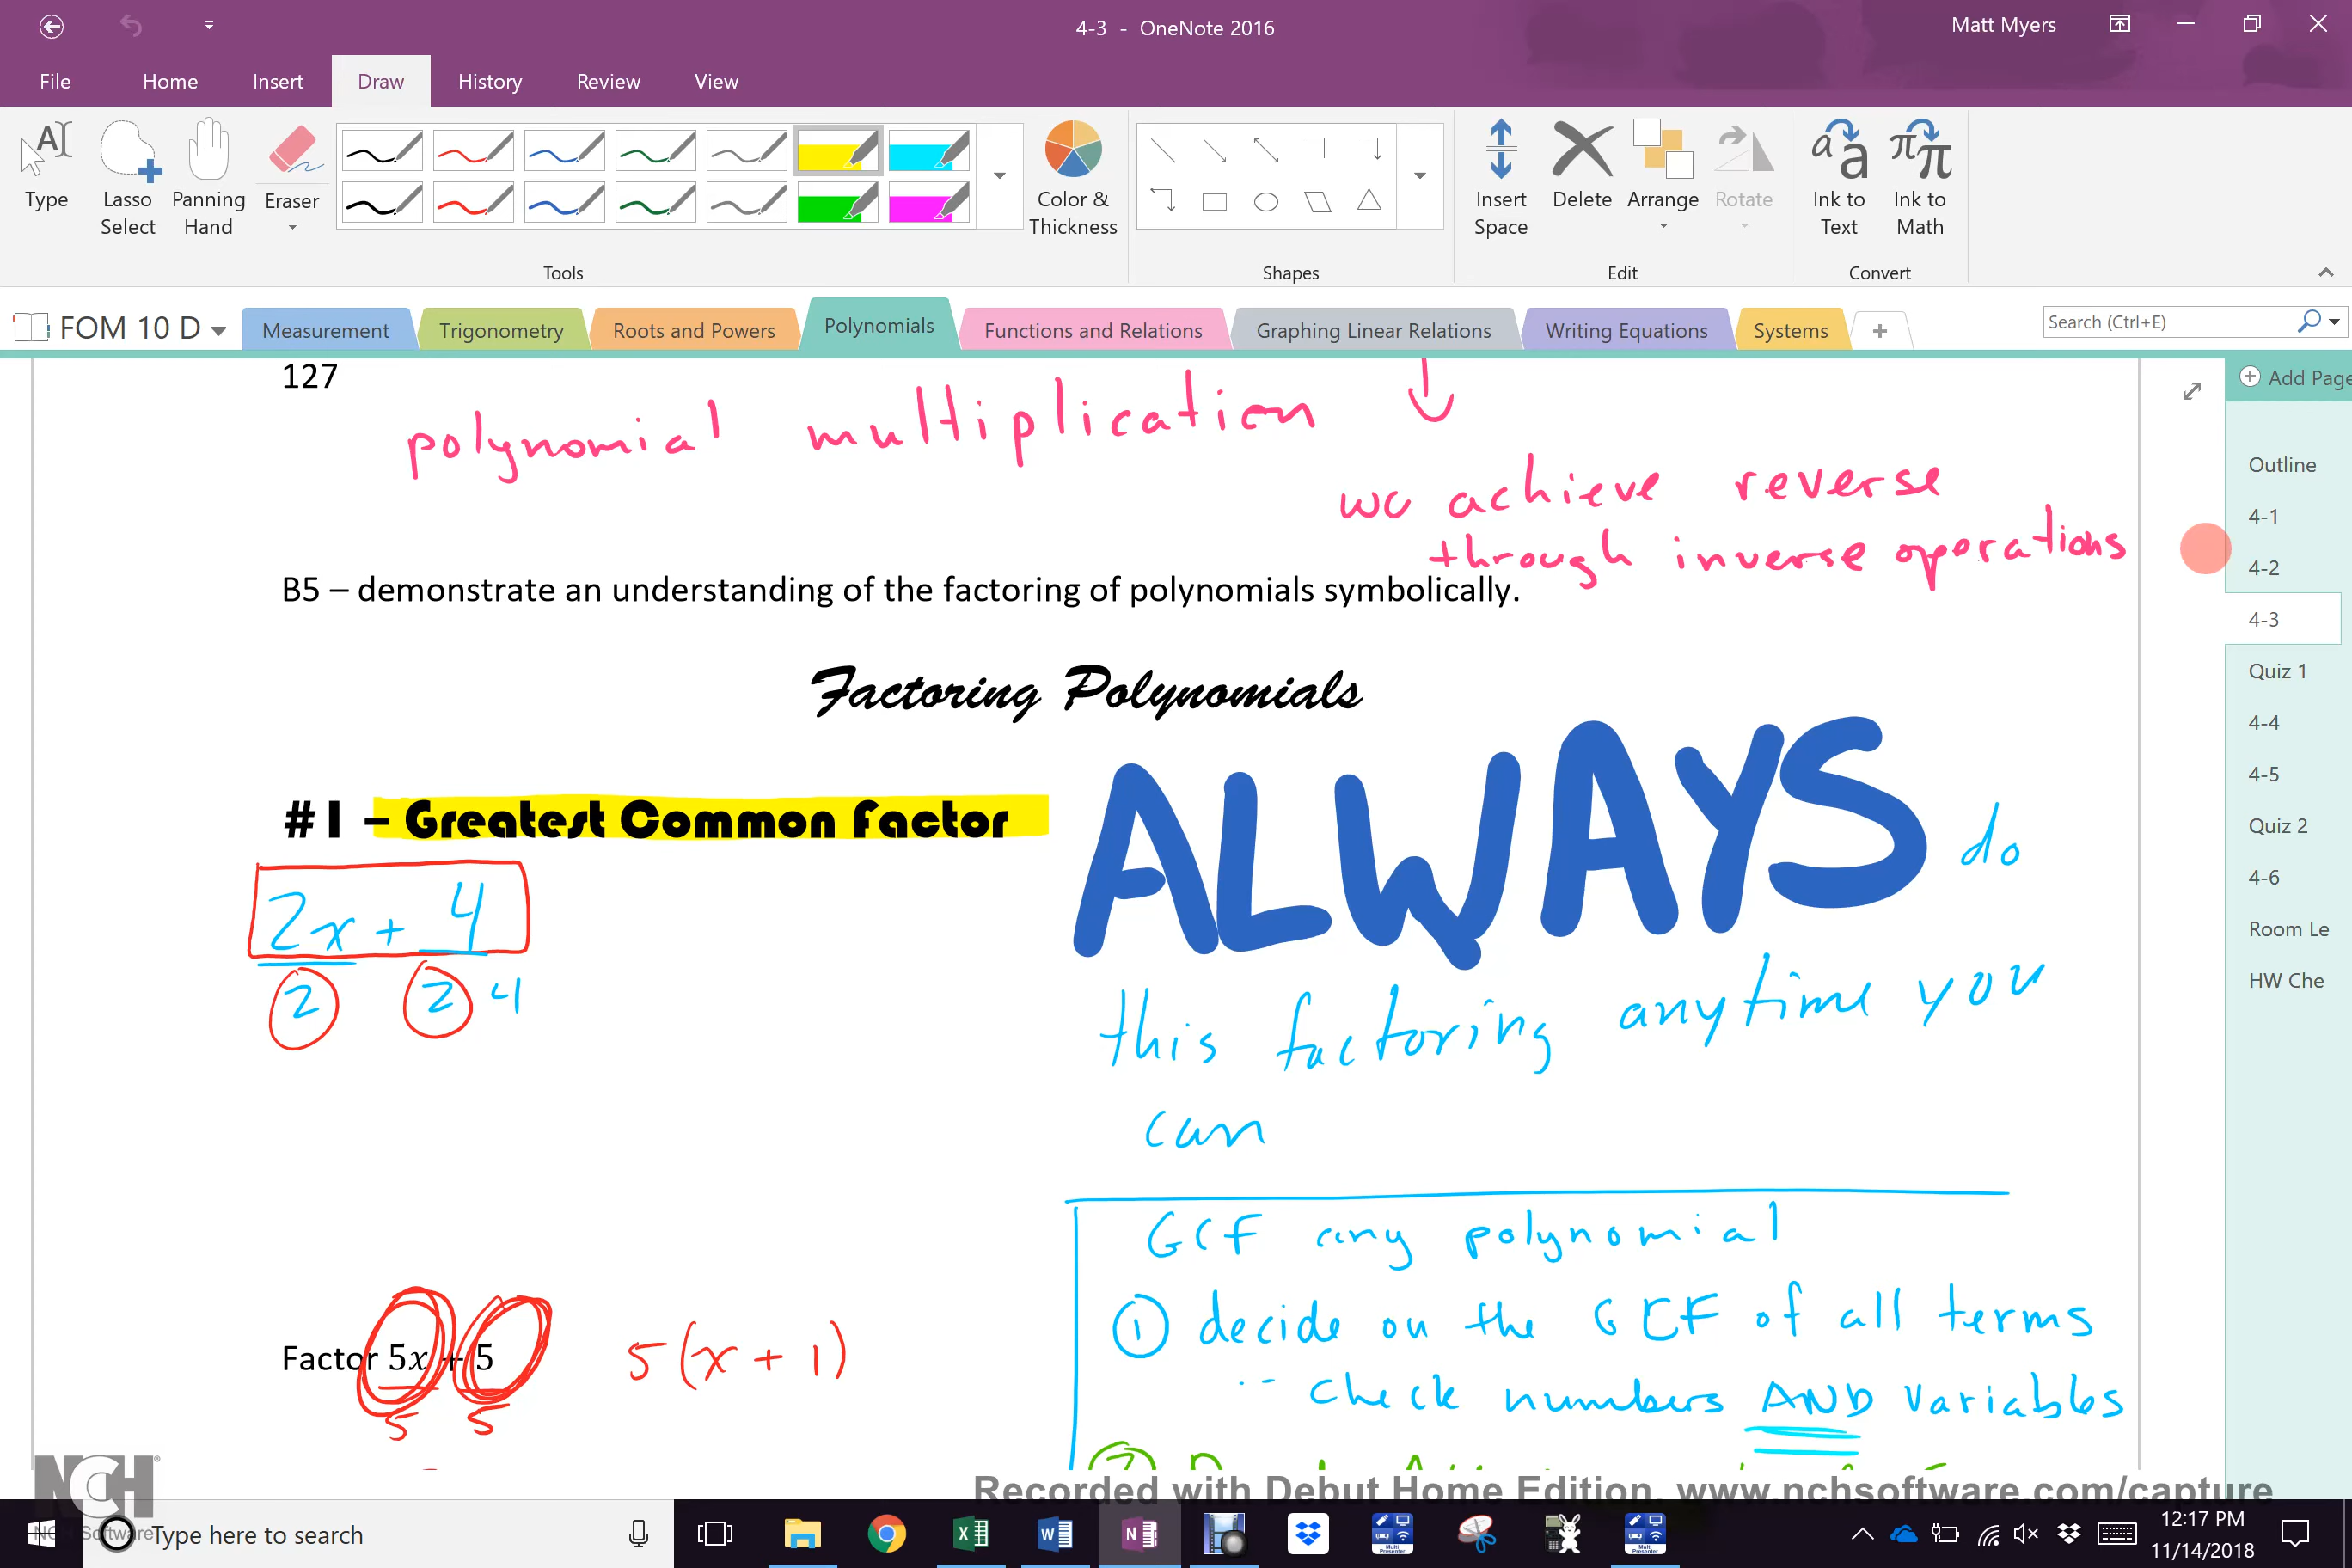 4-3 - OneNote 2016
Matt Myers
File Home Insert Draw History Review View
Type
Lasso Select
Panning Hand
Eraser
Color & Thickness
Insert Space
Delete
Arrange
Rotate
Ink to Text
Ink to Math
Tools
Shapes
Edit
Convert
FOM 10 D
Measurement
Trigonometry
Roots and Powers
Polynomials
Functions and Relations
Graphing Linear Relations
Writing Equations
Systems
Search (Ctrl+E)
127
polynomial multiplication
we achieve reverse
through inverse operations
B5 – demonstrate an understanding of the factoring of polynomials symbolically.
Factoring Polynomials
#1 – Greatest Common Factor
ALWAYS do
this factoring anytime you
can
2x + 4
2 2 4
GCF any polynomial
① decide on the GCF of all terms
check numbers AND variables
Factor 5x + 5
5(x + 1)
5 5
Add Page
Outline
4-1
4-2
4-3
Quiz 1
4-4
4-5
Quiz 2
4-6
Room Le
HW Che
NCH
NCH Software
Recorded with Debut Home Edition www.nchsoftware.com/capture
Type here to search
12:17 PM
11/14/2018